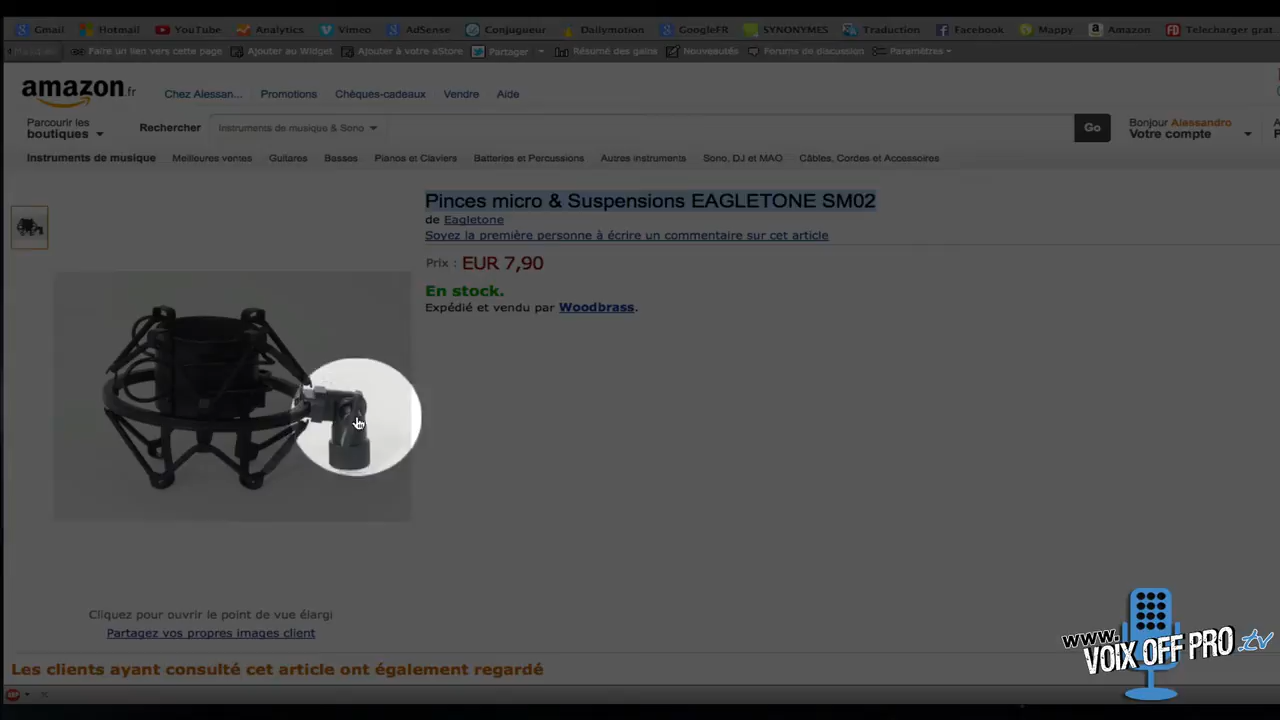 Gmail Hotmail YouTube Analytics Vimeo AdSense Conjugueur Dailymotion GoogleFR SYNONYMES Traduction Facebook Mappy Amazon Telecharger grat
Faire un lien vers cette page Ajouter au Widget Ajouter à votre aStore Partager Résumé des gains Nouveautés Forums de discussion Paramètres
amazon.fr
Chez Alessan... Promotions Chèques-cadeaux Vendre Aide
Parcourir les
boutiques
Rechercher
Instruments de musique & Sono
Go
Bonjour Alessandro
Votre compte
Instruments de musique Meilleures ventes Guitares Basses Pianos et Claviers Batteries et Percussions Autres instruments Sono, DJ et MAO Câbles, Cordes et Accessoires
Pinces micro & Suspensions EAGLETONE SM02
de Eagletone
Soyez la première personne à écrire un commentaire sur cet article
Prix : EUR 7,90
En stock.
Expédié et vendu par Woodbrass.
Cliquez pour ouvrir le point de vue élargi
Partagez vos propres images client
Les clients ayant consulté cet article ont également regardé
www.
VOIX OFF PRO.tv